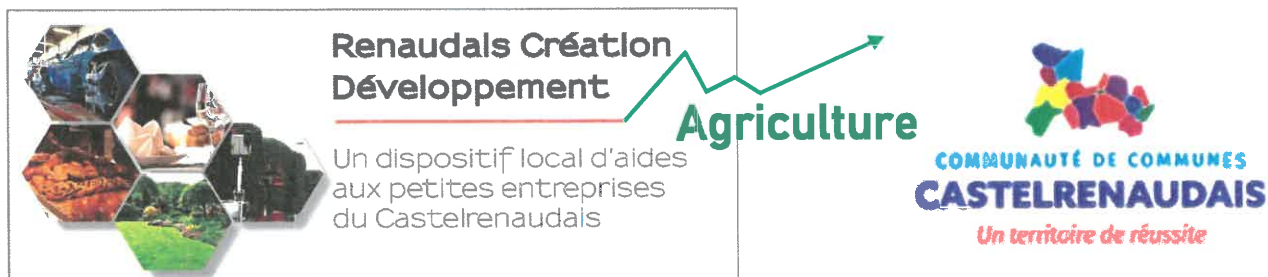 Renaudais Création
Développement
Agriculture
Un dispositif local d'aides
aux petites entreprises
du Castelrenaudais
COMMUNAUTÉ DE COMMUNES
CASTELRENAUDAIS
Un territoire de réussite